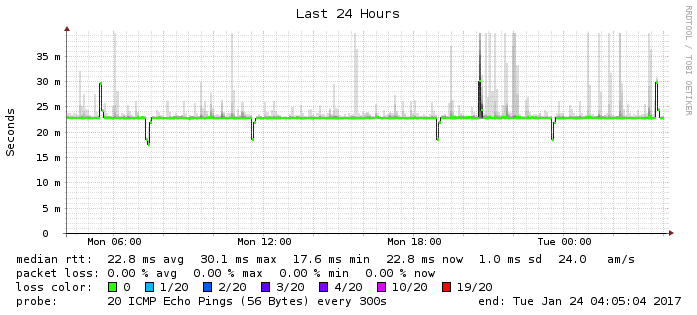 Last 24 Hours
RRDTOOL / TOBI OETIKER
Seconds
35 m
30 m
25 m
20 m
15 m
10 m
5 m
0
Mon 06:00 Mon 12:00 Mon 18:00 Tue 00:00
median rtt: 22.8 ms avg 30.1 ms max 17.6 ms min 22.8 ms now 1.0 ms sd 24.0 am/s
packet loss: 0.00 % avg 0.00 % max 0.00 % min 0.00 % now
loss color: 0 1/20 2/20 3/20 4/20 10/20 19/20
probe: 20 ICMP Echo Pings (56 Bytes) every 300s end: Tue Jan 24 04:05:04 2017